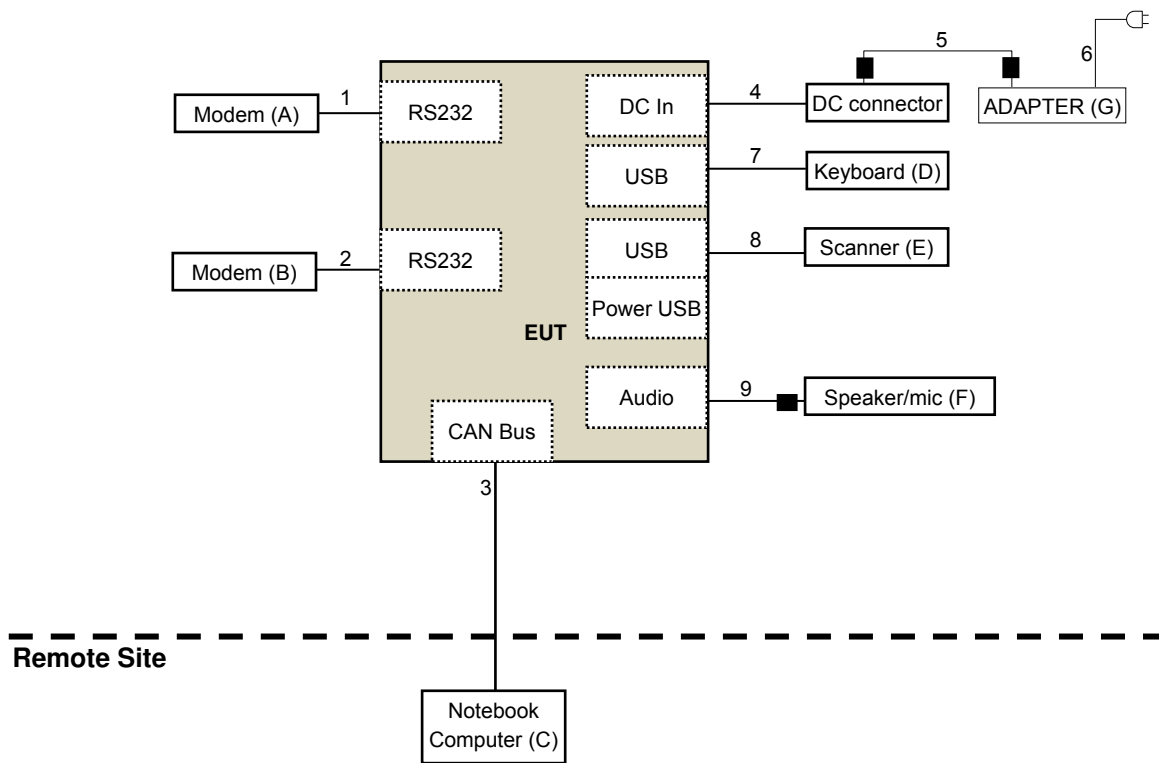 6
5
1
RS232
DC In
4
DC connector
ADAPTER (G)
Modem (A)
USB
7
Keyboard (D)
2
RS232
USB
8
Scanner (E)
Modem (B)
Power USB
EUT
Audio
9
Speaker/mic (F)
CAN Bus
3
Remote Site
Notebook
Computer (C)